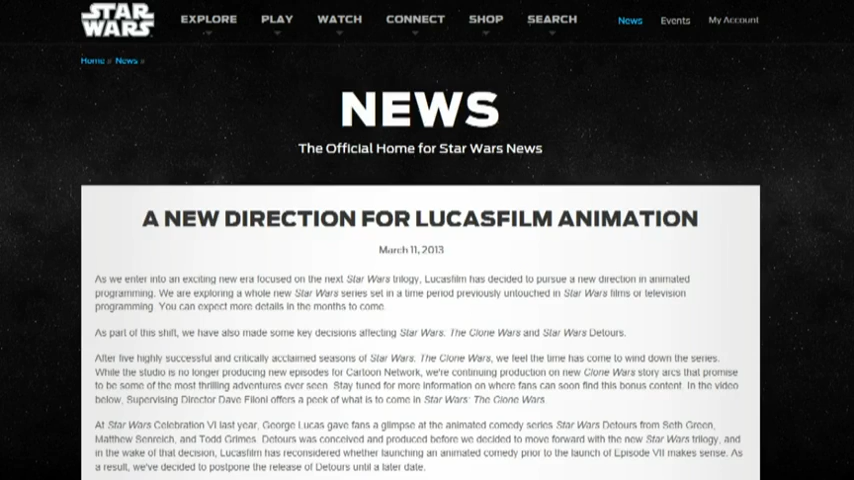 STAR WARS
EXPLORE PLAY WATCH CONNECT SHOP SEARCH News Events My Account
Home » News »
NEWS
The Official Home for Star Wars News
A NEW DIRECTION FOR LUCASFILM ANIMATION
March 11, 2013
As we enter into an exciting new era focused on the next Star Wars trilogy, Lucasfilm has decided to pursue a new direction in animated
programming. We are exploring a whole new Star Wars series set in a time period previously untouched in Star Wars films or television
programming. You can expect more details in the months to come.
As part of this shift, we have also made some key decisions affecting Star Wars: The Clone Wars and Star Wars Detours.
After five highly successful and critically acclaimed seasons of Star Wars: The Clone Wars, we feel the time has come to wind down the series.
While the studio is no longer producing new episodes for Cartoon Network, we're continuing production on new Clone Wars story arcs that promise
to be some of the most thrilling adventures ever seen. Stay tuned for more information on where fans can soon find this bonus content. In the video
below, Supervising Director Dave Filoni offers a peek of what is to come in Star Wars: The Clone Wars.
At Star Wars Celebration VI last year, George Lucas gave fans a glimpse at the animated comedy series Star Wars Detours from Seth Green,
Matthew Senreich, and Todd Grimes. Detours was conceived and produced before we decided to move forward with the new Star Wars trilogy, and
in the wake of that decision, Lucasfilm has reconsidered whether launching an animated comedy prior to the launch of Episode VII makes sense. As
a result, we've decided to postpone the release of Detours until a later date.